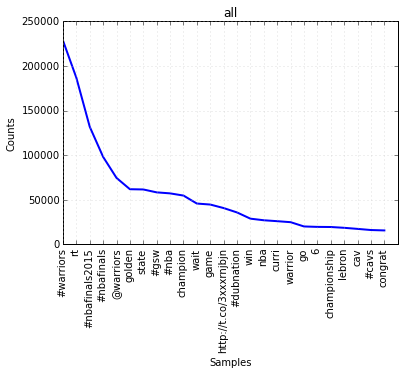 all
250000
200000
150000
100000
50000
0
Counts
#warriors
rt
#nbafinals2015
#nbafinals
@warriors
golden
state
#gsw
#nba
champion
wait
game
http://t.co/3xxxmjbjn
#dubnation
win
nba
curri
warrior
go
6
championship
lebron
cav
#cavs
congrat
Samples